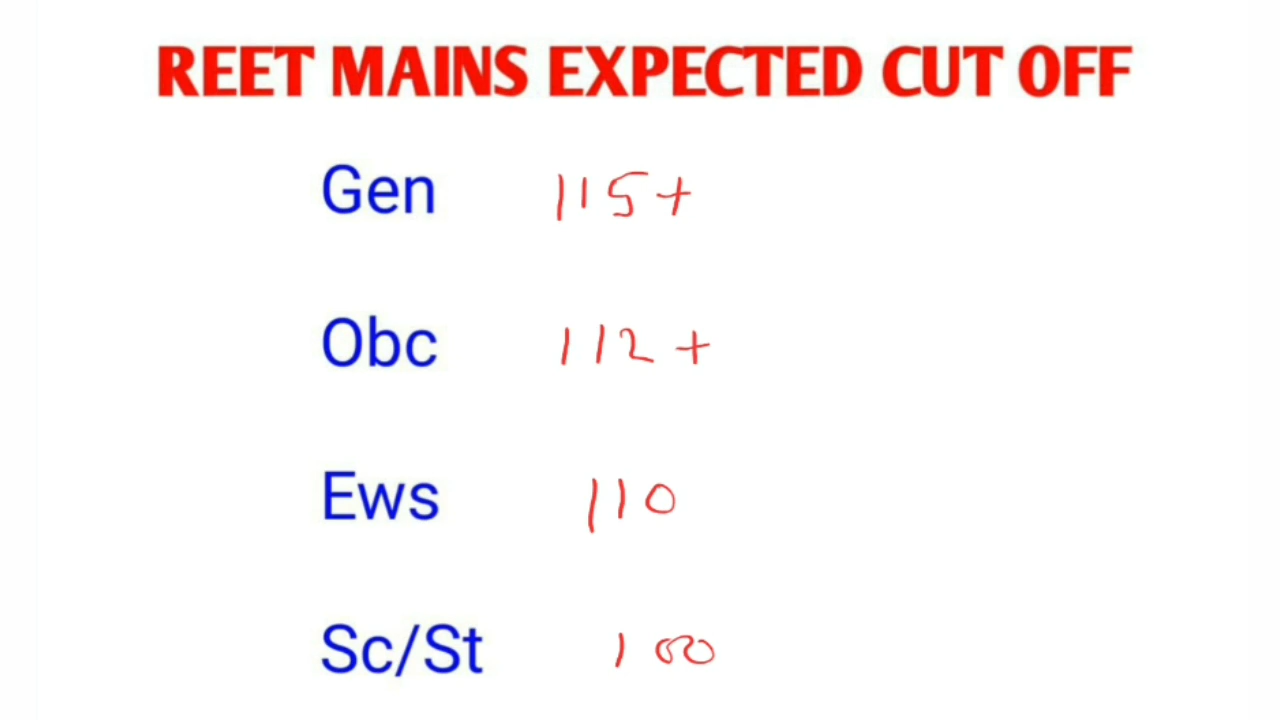 REET MAINS EXPECTED CUT OFF
Gen 115+
Obc 112+
Ews 110
Sc/St 100